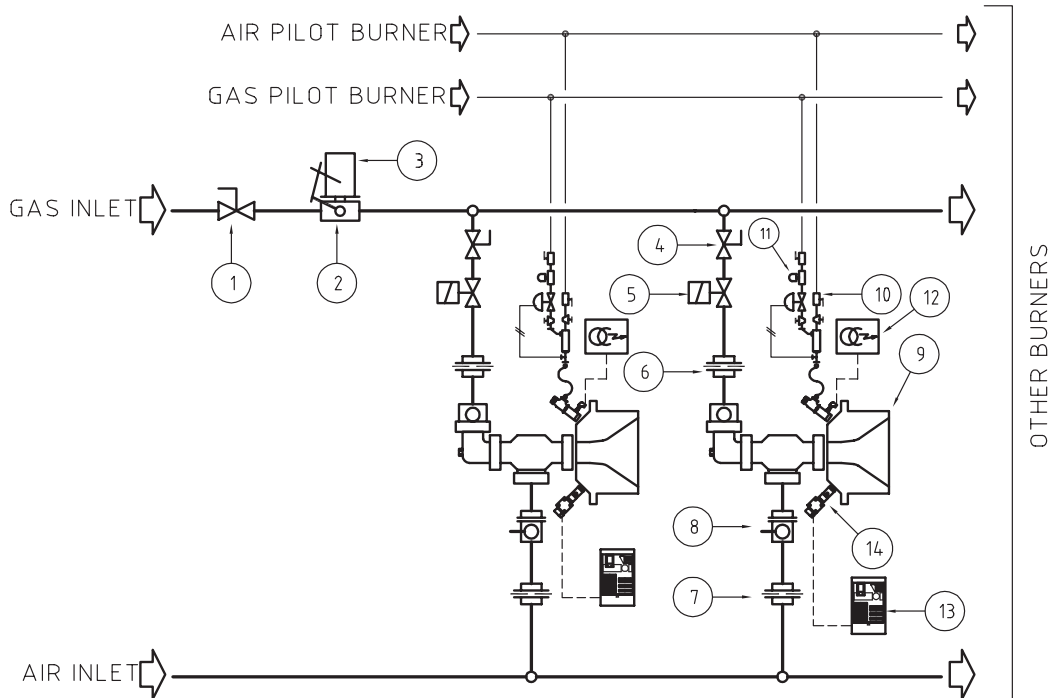 AIR PILOT BURNER
GAS PILOT BURNER
3
GAS INLET
1
2
4
11
5
10
12
6
9
OTHER BURNERS
8
14
7
13
AIR INLET